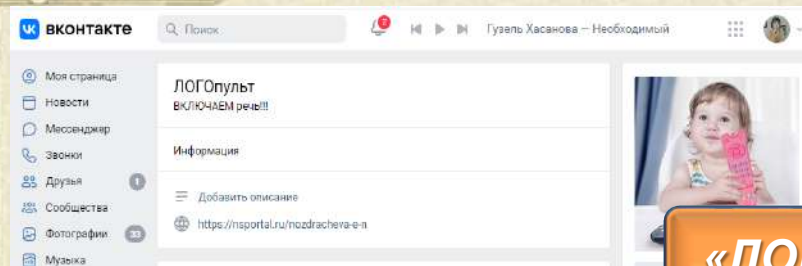 вконтакте
Поиск
Гузель Хасанова — Необходимый
Моя страница
Новости
Мессенджер
Звонки
Друзья 1
Сообщества
Фотографии 33
Музыка
ЛОГОпульт
ВКЛЮЧАЕМ речь!!!
Информация
Добавить описание
https://nsportal.ru/nozdracheva-e-n
«ЛО